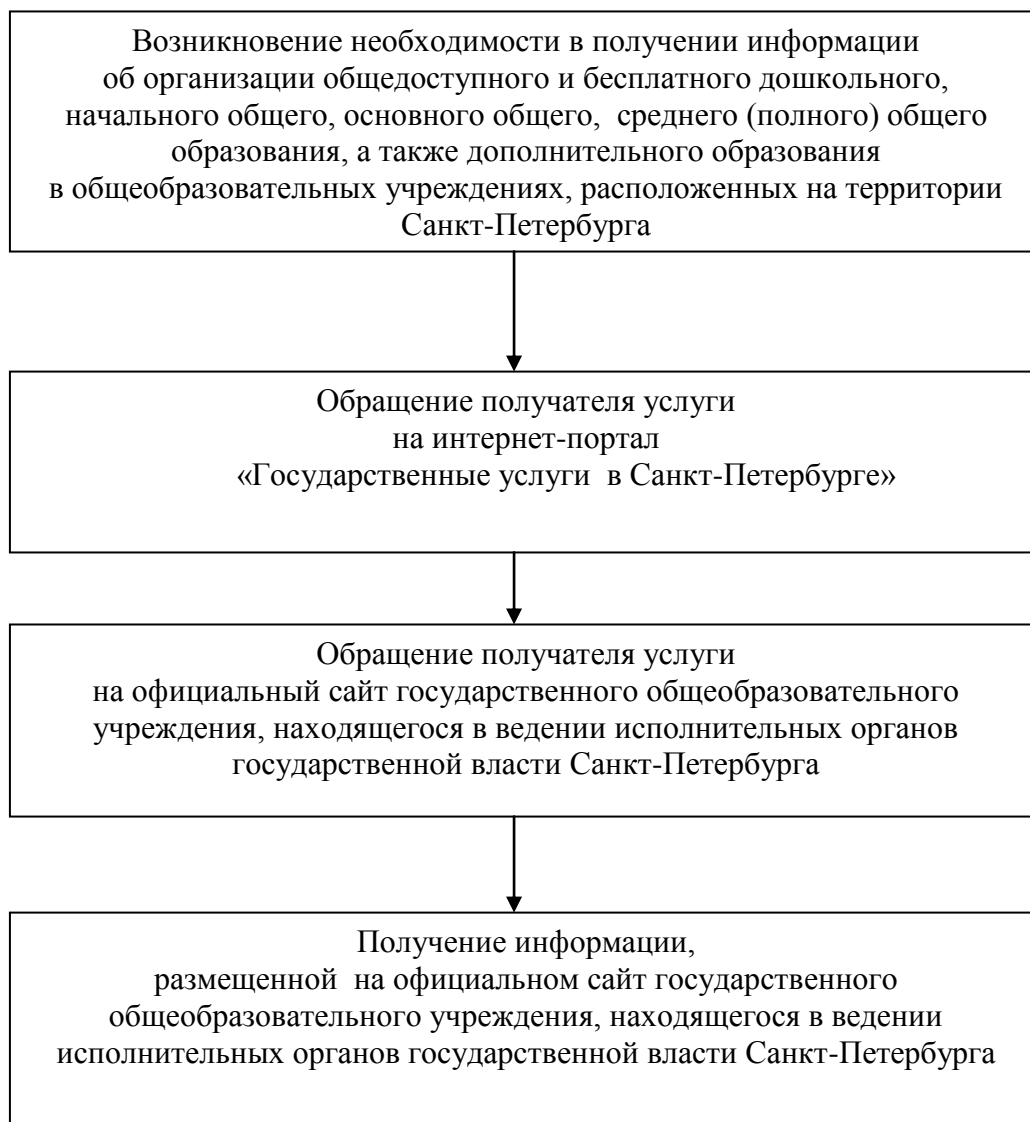 Возникновение необходимости в получении информации
об организации общедоступного и бесплатного дошкольного,
начального общего, основного общего, среднего (полного) общего
образования, а также дополнительного образования
в общеобразовательных учреждениях, расположенных на территории
Санкт-Петербурга
Обращение получателя услуги
на интернет-портал
«Государственные услуги в Санкт-Петербурге»
Обращение получателя услуги
на официальный сайт государственного общеобразовательного
учреждения, находящегося в ведении исполнительных органов
государственной власти Санкт-Петербурга
Получение информации,
размещенной на официальном сайт государственного
общеобразовательного учреждения, находящегося в ведении
исполнительных органов государственной власти Санкт-Петербурга